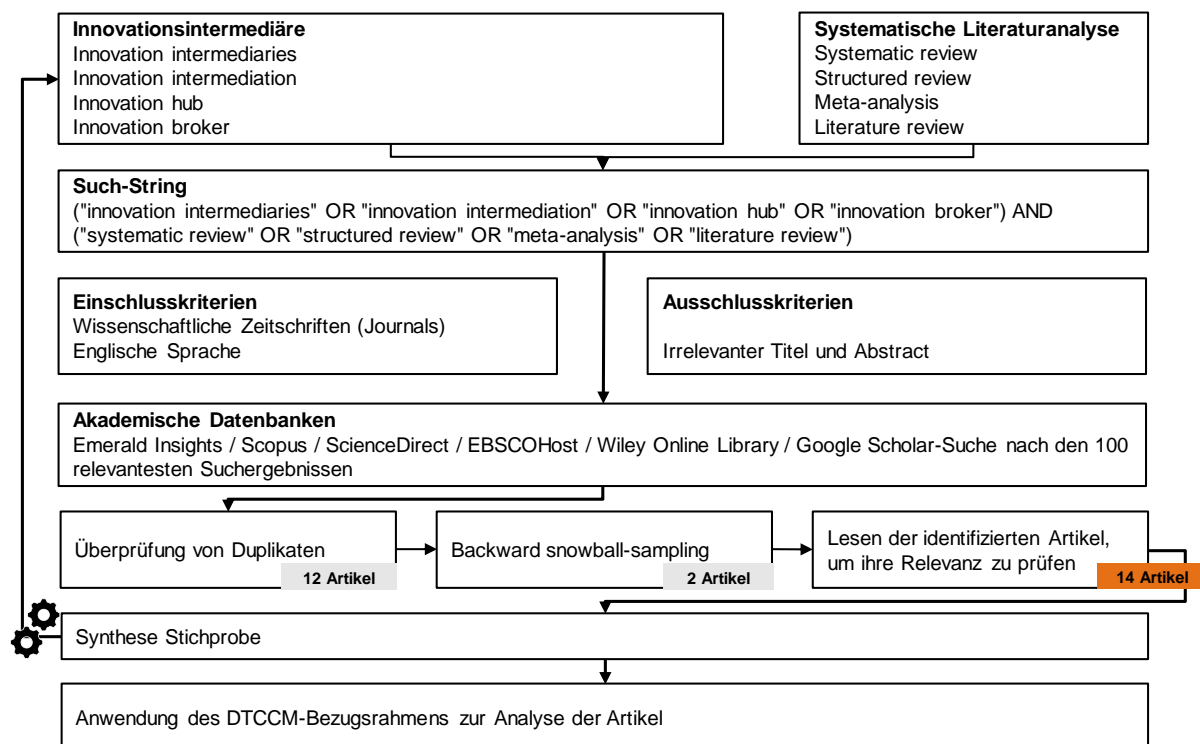 Innovationsintermediäre
Innovation intermediaries
Innovation intermediation
Innovation hub
Innovation broker
Systematische Literaturanalyse
Systematic review
Structured review
Meta-analysis
Literature review
Such-String
("innovation intermediaries" OR "innovation intermediation" OR "innovation hub" OR "innovation broker") AND
("systematic review" OR "structured review" OR "meta-analysis" OR "literature review")
Einschlusskriterien
Wissenschaftliche Zeitschriften (Journals)
Englische Sprache
Ausschlusskriterien
Irrelevanter Titel und Abstract
Akademische Datenbanken
Emerald Insights / Scopus / ScienceDirect / EBSCOHost / Wiley Online Library / Google Scholar-Suche nach den 100
relevantesten Suchergebnissen
Überprüfung von Duplikaten
12 Artikel
Backward snowball-sampling
2 Artikel
Lesen der identifizierten Artikel,
um ihre Relevanz zu prüfen
14 Artikel
Synthese Stichprobe
Anwendung des DTCCM-Bezugsrahmens zur Analyse der Artikel